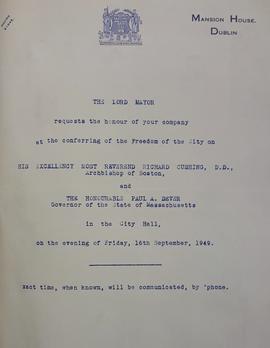 MANSION HOUSE.
DUBLIN
THE LORD MAYOR
requests the honour of your company
at the conferring of the Freedom of the City on
HIS EXCELLENCY MOST REVEREND RICHARD CUSHING, D.D.,
Archbishop of Boston,
and
THE HONOURABLE PAUL A. DEVER
Governor of the State of Massachusetts
in the City Hall,
on the evening of Friday, 16th September, 1949.
Exact time, when known, will be communicated, by 'phone.